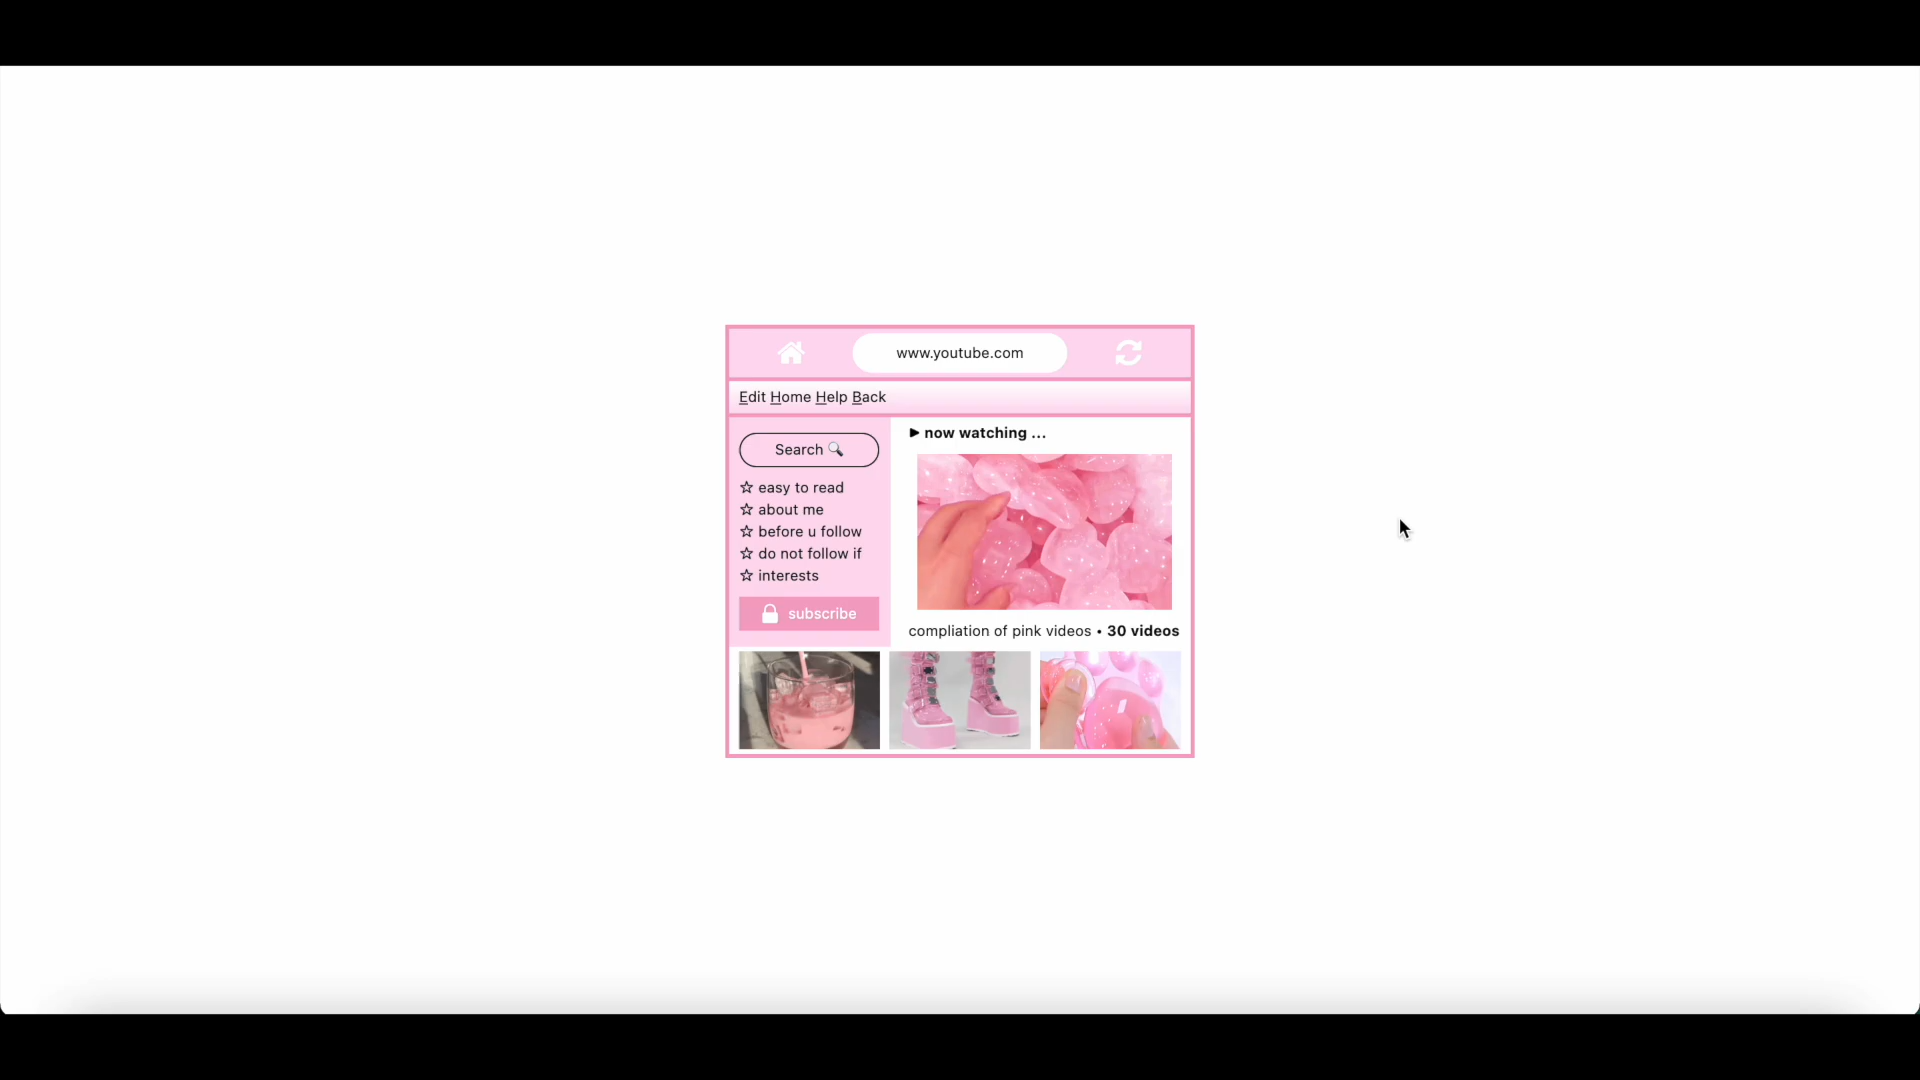 www.youtube.com
Edit Home Help Back
Search 🔍
☆ easy to read
☆ about me
☆ before u follow
☆ do not follow if
☆ interests
subscribe
▶ now watching ...
compliation of pink videos • 30 videos